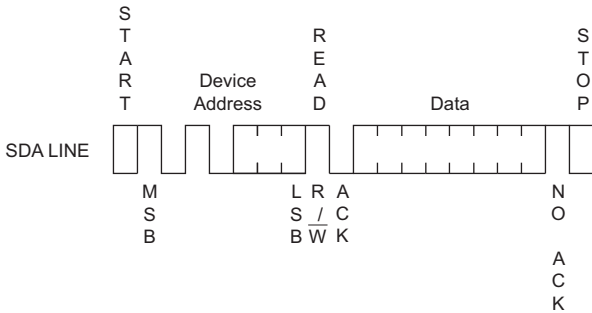 START
READ
STOP
Device
Address
Data
SDA LINE
MSB
LSB
R/W
ACK
NO ACK